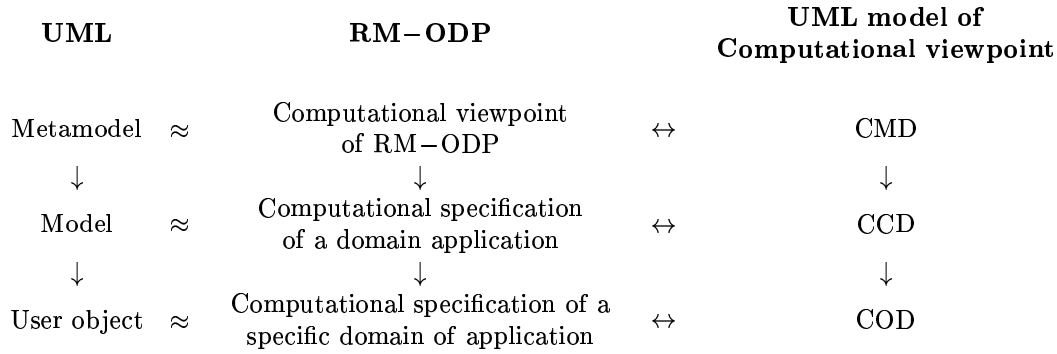 UML RM−ODP UML model of
Computational viewpoint
Metamodel ≈ Computational viewpoint
of RM−ODP ↔ CMD
↓ ↓ ↓
Model ≈ Computational specification
of a domain application ↔ CCD
↓ ↓ ↓
User object ≈ Computational specification of a
specific domain of application ↔ COD